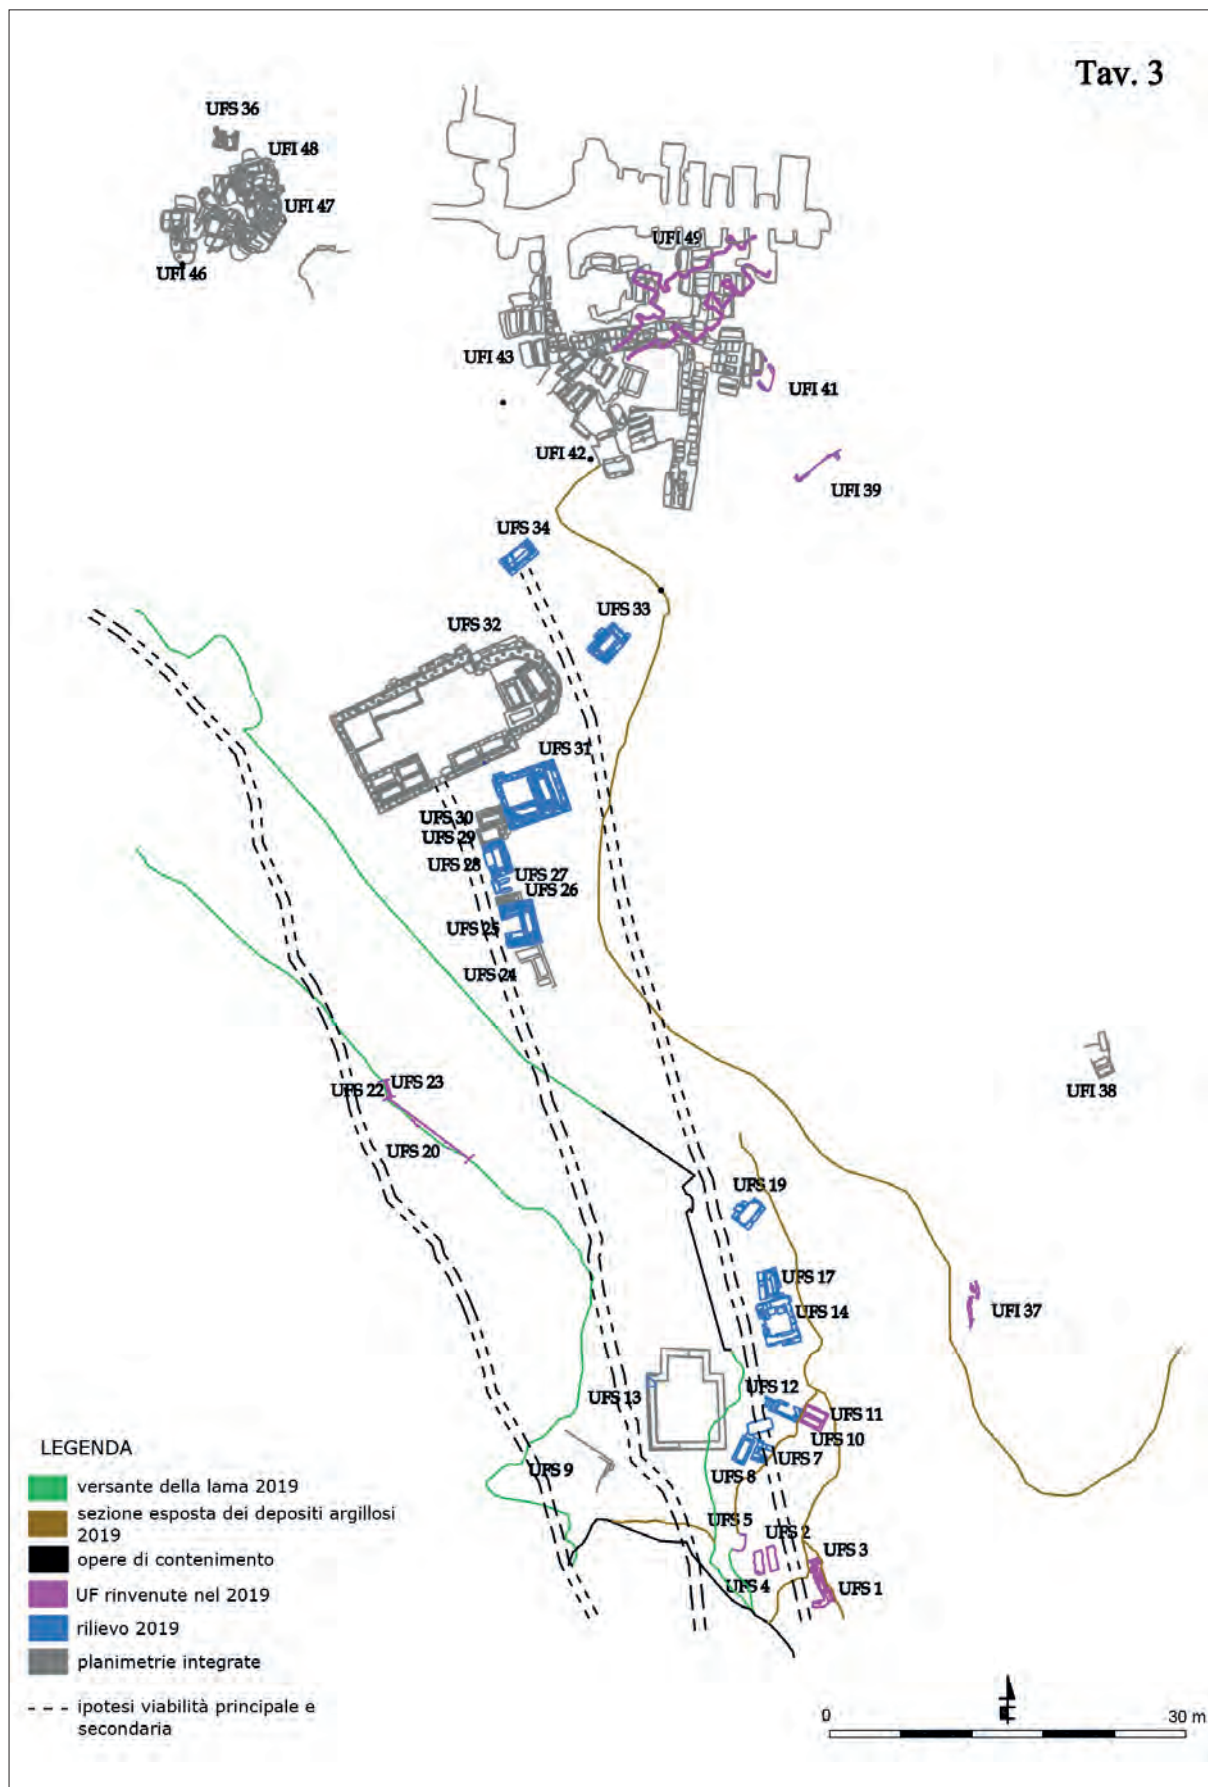 Tav. 3
UFS 36
UFI 48
UFI 47
UFI 46
UFI 49
UFI 43
UFI 41
UFI 42
UFI 39
UFS 34
UFS 33
UFS 32
UFS 31
UFS 30
UFS 29
UFS 28
UFS 27
UFS 26
UFS 25
UFS 24
UFI 38
UFS 23
UFS 22
UFS 20
UFS 19
UFS 17
UFI 37
UFS 14
UFS 12
UFS 13
UFS 11
UFS 10
UFS 7
UFS 9
UFS 8
UFS 5
UFS 2
UFS 3
UFS 4
UFS 1
LEGENDA
versante della lama 2019
sezione esposta dei depositi argillosi
2019
opere di contenimento
UF rinvenute nel 2019
rilievo 2019
planimetrie integrate
ipotesi viabilità principale e
secondaria
0 30 m